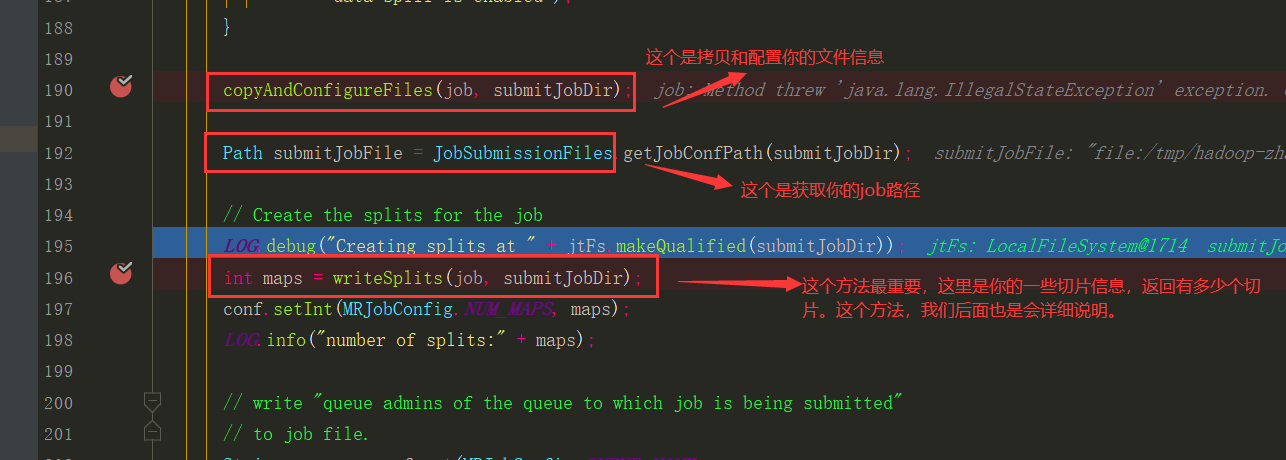 data split is enabled");
188 }
189
这个是拷贝和配置你的文件信息
190 copyAndConfigureFiles(job, submitJobDir); job: Method threw 'java.lang.IllegalStateException' exception.
191
192 Path submitJobFile = JobSubmissionFiles.getJobConfPath(submitJobDir); submitJobFile: "file:/tmp/hadoop-zha
193
这个是获取你的job路径
194 // Create the splits for the job
195 LOG.debug("Creating splits at " + jtFs.makeQualified(submitJobDir)); jtFs: LocalFileSystem@1714 submitJo
196 int maps = writeSplits(job, submitJobDir);
这个方法最重要，这里是你的一些切片信息，返回有多少个切
片。这个方法，我们后面也是会详细说明。
197 conf.setInt(MRJobConfig.NUM_MAPS, maps);
198 LOG.info("number of splits:" + maps);
199
200 // write "queue admins of the queue to which job is being submitted"
201 // to job file.